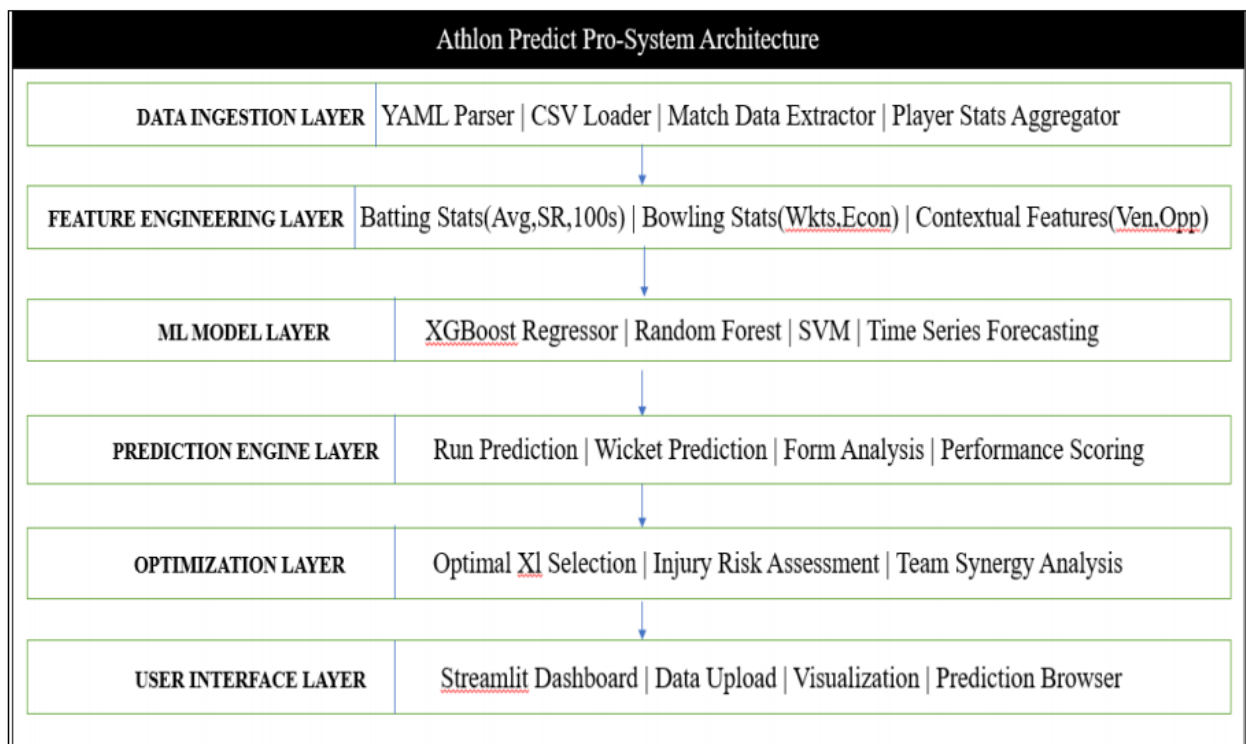 Athlon Predict Pro-System Architecture
DATA INGESTION LAYER YAML Parser | CSV Loader | Match Data Extractor | Player Stats Aggregator
FEATURE ENGINEERING LAYER Batting Stats(Avg,SR,100s) | Bowling Stats(Wkts,Econ) | Contextual Features(Ven,Opp)
ML MODEL LAYER XGBoost Regressor | Random Forest | SVM | Time Series Forecasting
PREDICTION ENGINE LAYER Run Prediction | Wicket Prediction | Form Analysis | Performance Scoring
OPTIMIZATION LAYER Optimal Xl Selection | Injury Risk Assessment | Team Synergy Analysis
USER INTERFACE LAYER Streamlit Dashboard | Data Upload | Visualization | Prediction Browser